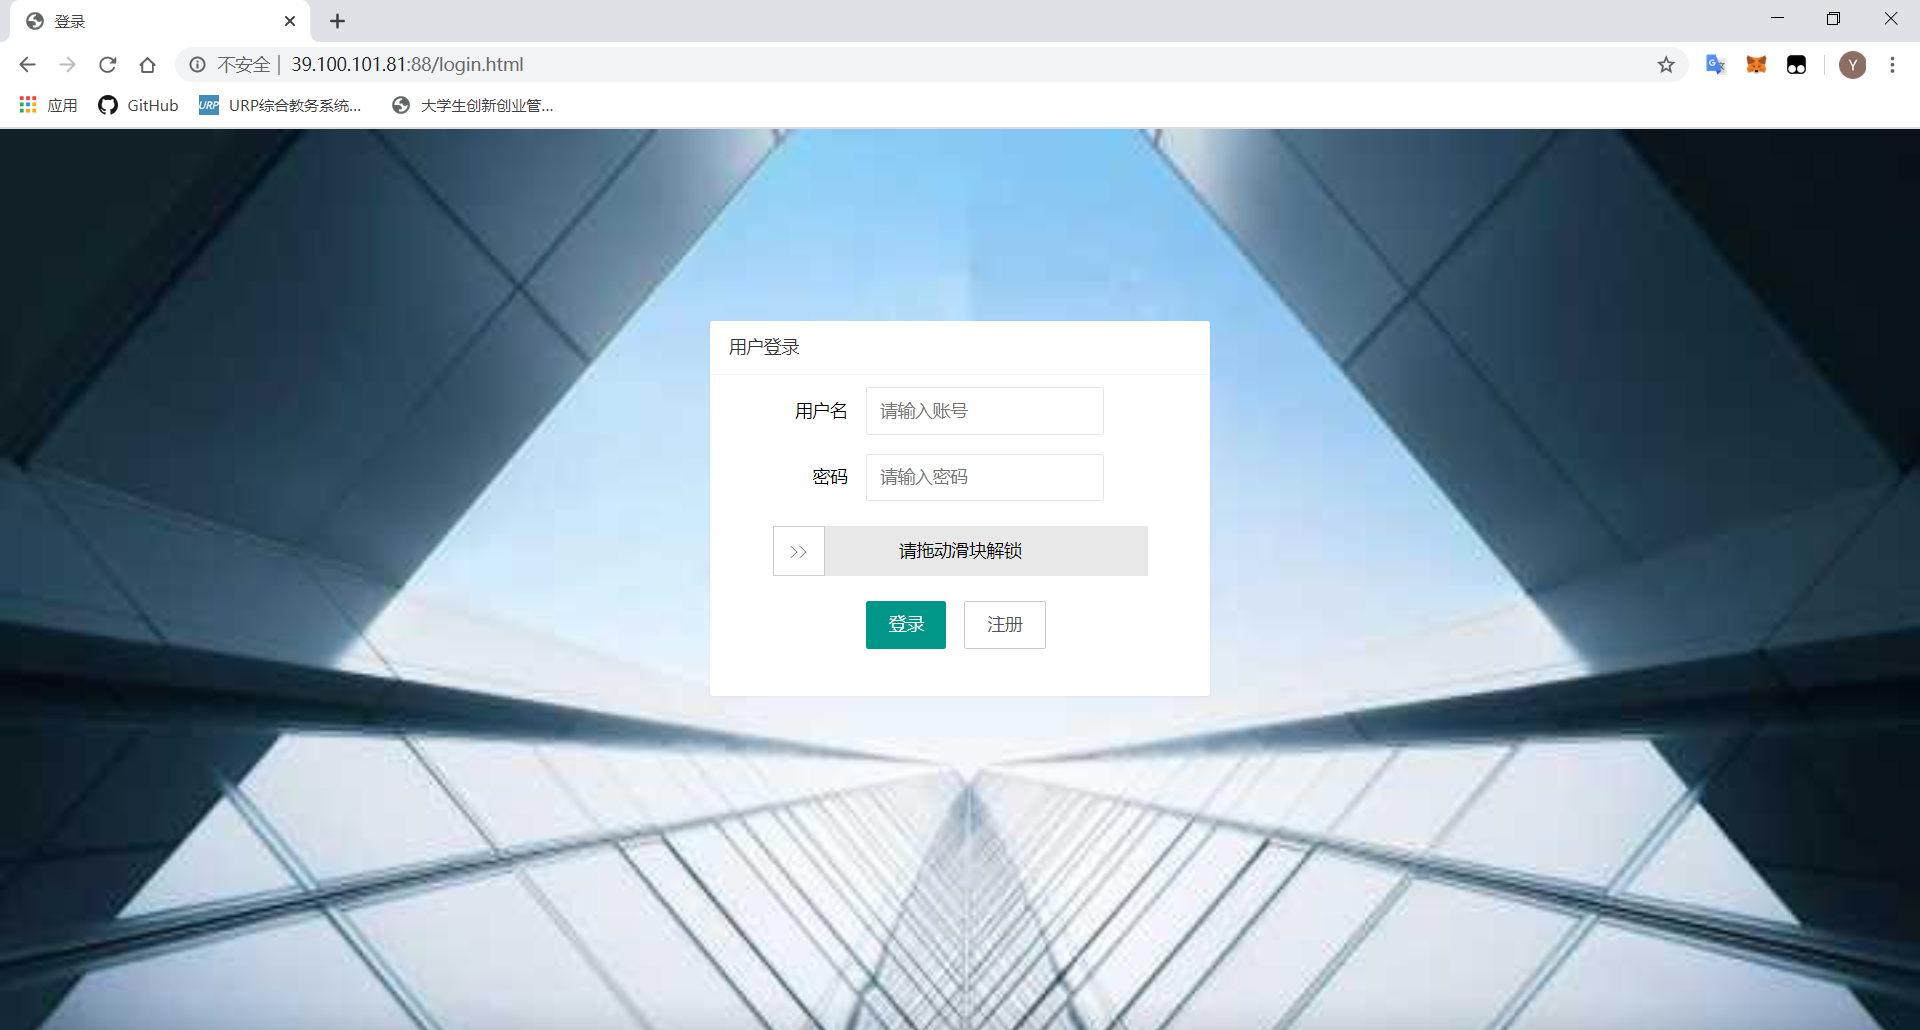 登录
不安全 | 39.100.101.81:88/login.html
Y
应用 GitHub URP URP综合教务系统... 大学生创新创业管...
用户登录
用户名 请输入账号
密码 请输入密码
>> 请拖动滑块解锁
登录 注册